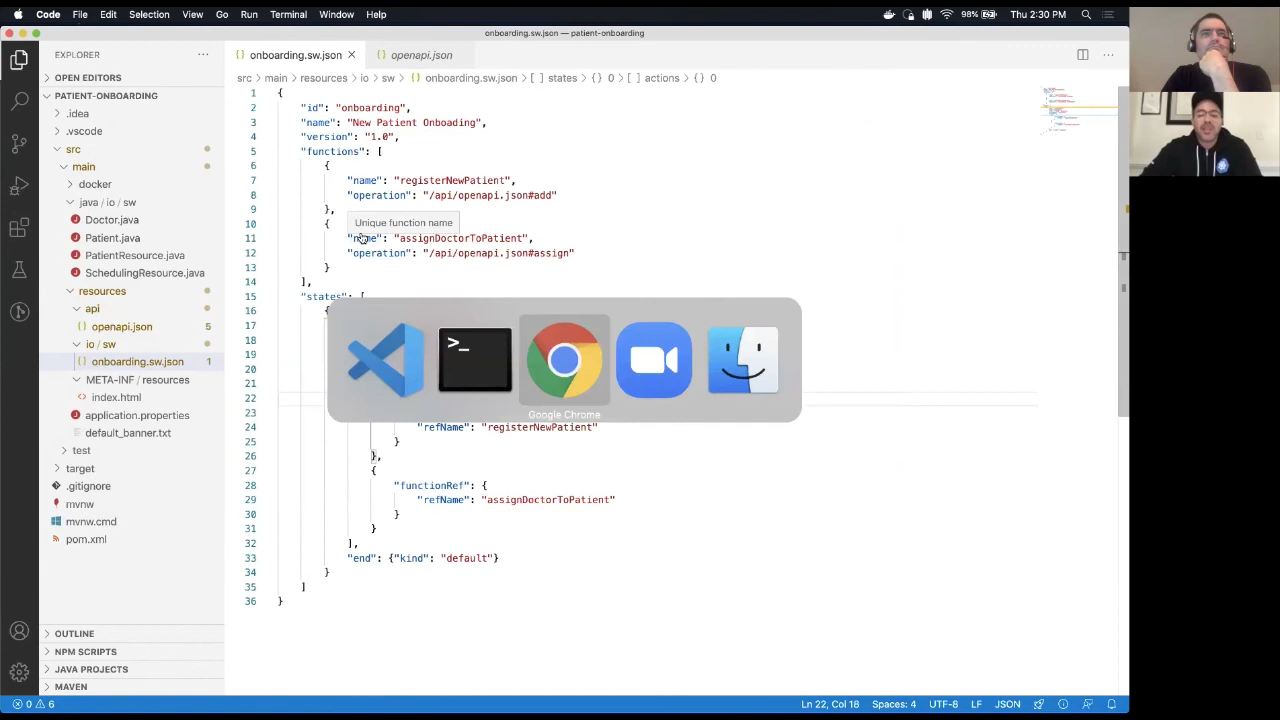 Code File Edit Selection View Go Run Terminal Window Help
98% Thu 2:30 PM
onboarding.sw.json — patient-onboarding
EXPLORER
OPEN EDITORS
PATIENT-ONBOARDING
.idea
.vscode
src
main
docker
java / io / sw
Doctor.java
Patient.java
PatientResource.java
SchedulingResource.java
resources
api
openapi.json 5
io / sw
onboarding.sw.json 1
META-INF / resources
index.html
application.properties
default_banner.txt
test
target
.gitignore
mvnw
mvnw.cmd
pom.xml
OUTLINE
NPM SCRIPTS
JAVA PROJECTS
MAVEN
{} onboarding.sw.json × {} openapi.json
src > main > resources > io > sw > {} onboarding.sw.json > [ ] states > {} 0 > [ ] actions > {} 0
1 {
2 "id": "onboarding",
3 "name": "New Patient Onboading",
4 "version": "1.0",
5 "functions": [
6 {
7 "name": "registerNewPatient",
8 "operation": "/api/openapi.json#add"
9 },
Unique function name
10 {
11 "name": "assignDoctorToPatient",
12 "operation": "/api/openapi.json#assign"
13 }
14 ],
15 "states": [
16 {
17
18
19
20
21
22
23
Google Chrome
24 "refName": "registerNewPatient"
25 }
26 },
27 {
28 "functionRef": {
29 "refName": "assignDoctorToPatient"
30 }
31 }
32 ],
33 "end": {"kind": "default"}
34 }
35 ]
36 }
0 6 Ln 22, Col 18 Spaces: 4 UTF-8 LF JSON